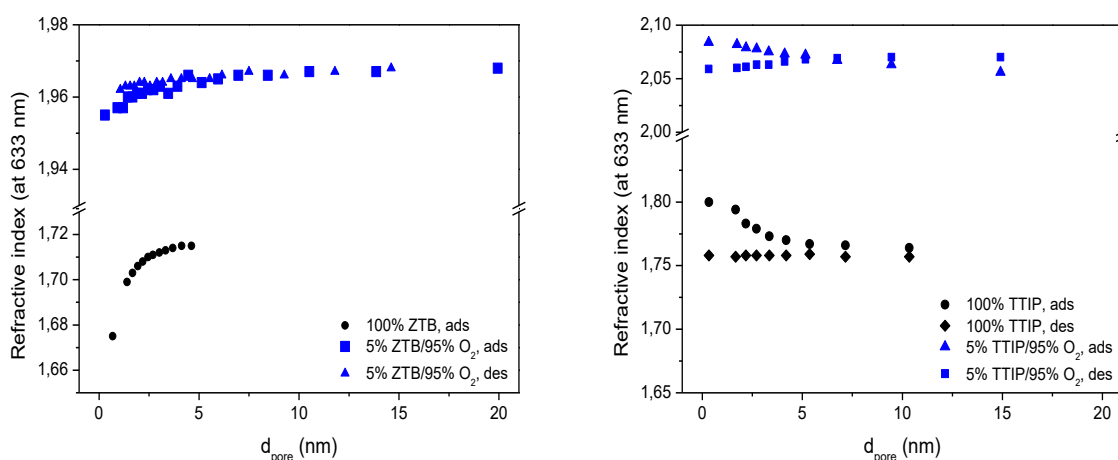 Refractive index (at 633 nm)
1,98
1,96
1,94
1,72
1,70
1,68
1,66
100% ZTB, ads
5% ZTB/95% O2, ads
5% ZTB/95% O2, des
0 5 10 15 20
dpore (nm)
Refractive index (at 633 nm)
2,10
2,05
2,00
1,80
1,75
1,70
1,65
100% TTIP, ads
100% TTIP, des
5% TTIP/95% O2, ads
5% TTIP/95% O2, des
0 5 10 15 20
dpore (nm)